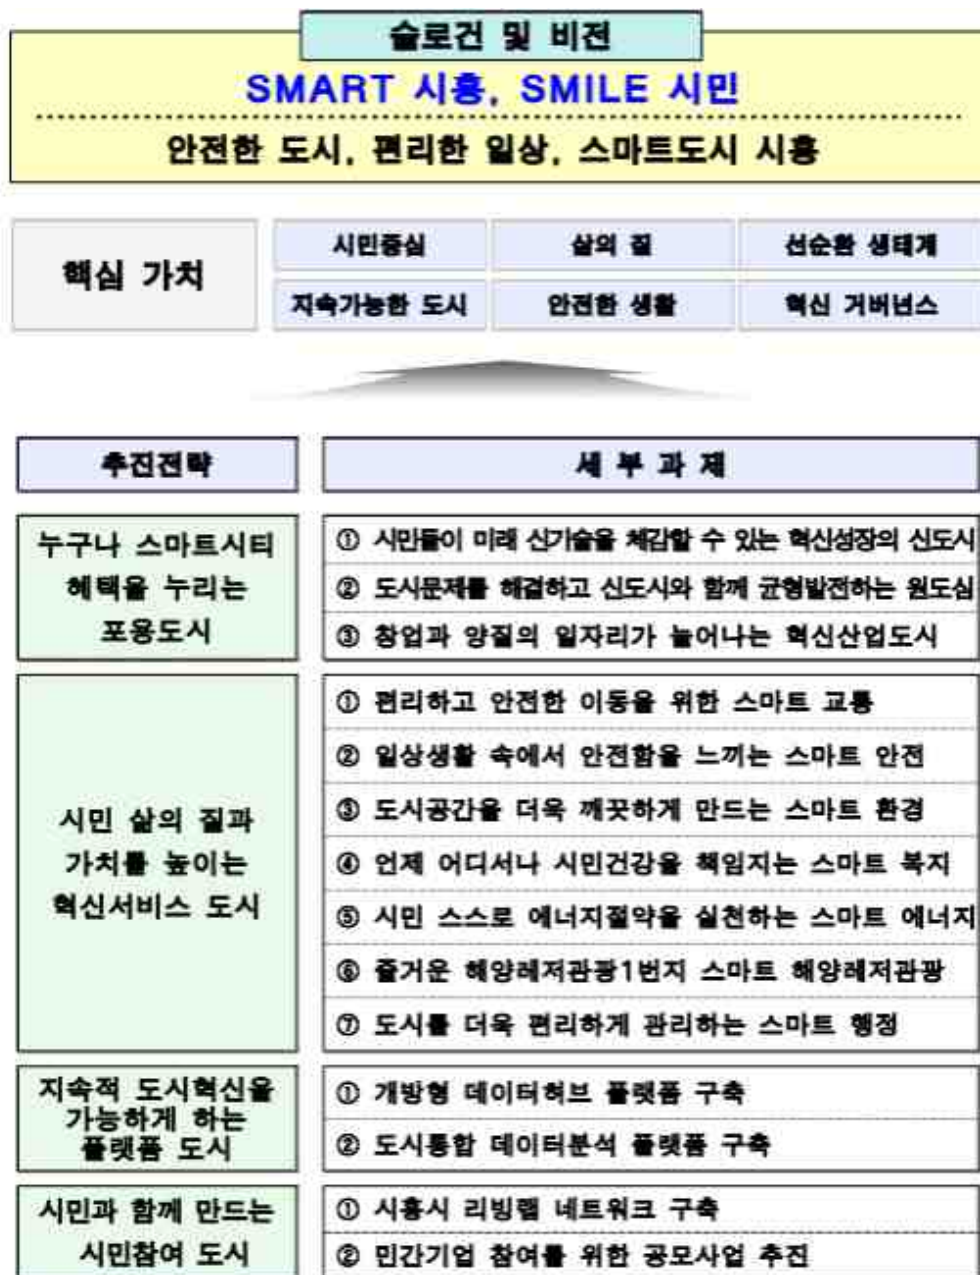 슬로건 및 비전
SMART 시흥, SMILE 시민
안전한 도시, 편리한 일상, 스마트도시 시흥
핵심 가치
시민중심
삶의 질
선순환 생태계
지속가능한 도시
안전한 생활
혁신 거버넌스
추진전략
세 부 과 제
누구나 스마트시티
혜택을 누리는
포용도시
① 시민들이 미래 신기술을 체감할 수 있는 혁신성장의 신도시
② 도시문제를 해결하고 신도시와 함께 균형발전하는 원도심
③ 창업과 양질의 일자리가 늘어나는 혁신산업도시
시민 삶의 질과
가치를 높이는
혁신서비스 도시
① 편리하고 안전한 이동을 위한 스마트 교통
② 일상생활 속에서 안전함을 느끼는 스마트 안전
③ 도시공간을 더욱 깨끗하게 만드는 스마트 환경
④ 언제 어디서나 시민건강을 책임지는 스마트 복지
⑤ 시민 스스로 에너지절약을 실천하는 스마트 에너지
⑥ 즐거운 해양레저관광1번지 스마트 해양레저관광
⑦ 도시를 더욱 편리하게 관리하는 스마트 행정
지속적 도시혁신을
가능하게 하는
플랫폼 도시
① 개방형 데이터허브 플랫폼 구축
② 도시통합 데이터분석 플랫폼 구축
시민과 함께 만드는
시민참여 도시
① 시흥시 리빙랩 네트워크 구축
② 민간기업 참여를 위한 공모사업 추진